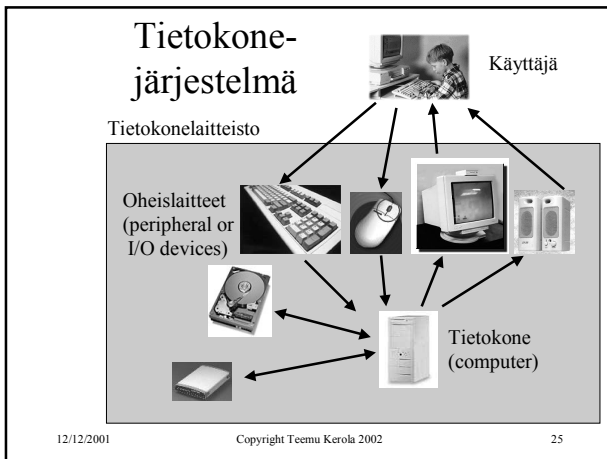 Tietokone-
järjestelmä
Käyttäjä
Tietokonelaitteisto
Oheislaitteet
(peripheral or
I/O devices)
Tietokone
(computer)
12/12/2001
Copyright Teemu Kerola 2002
25